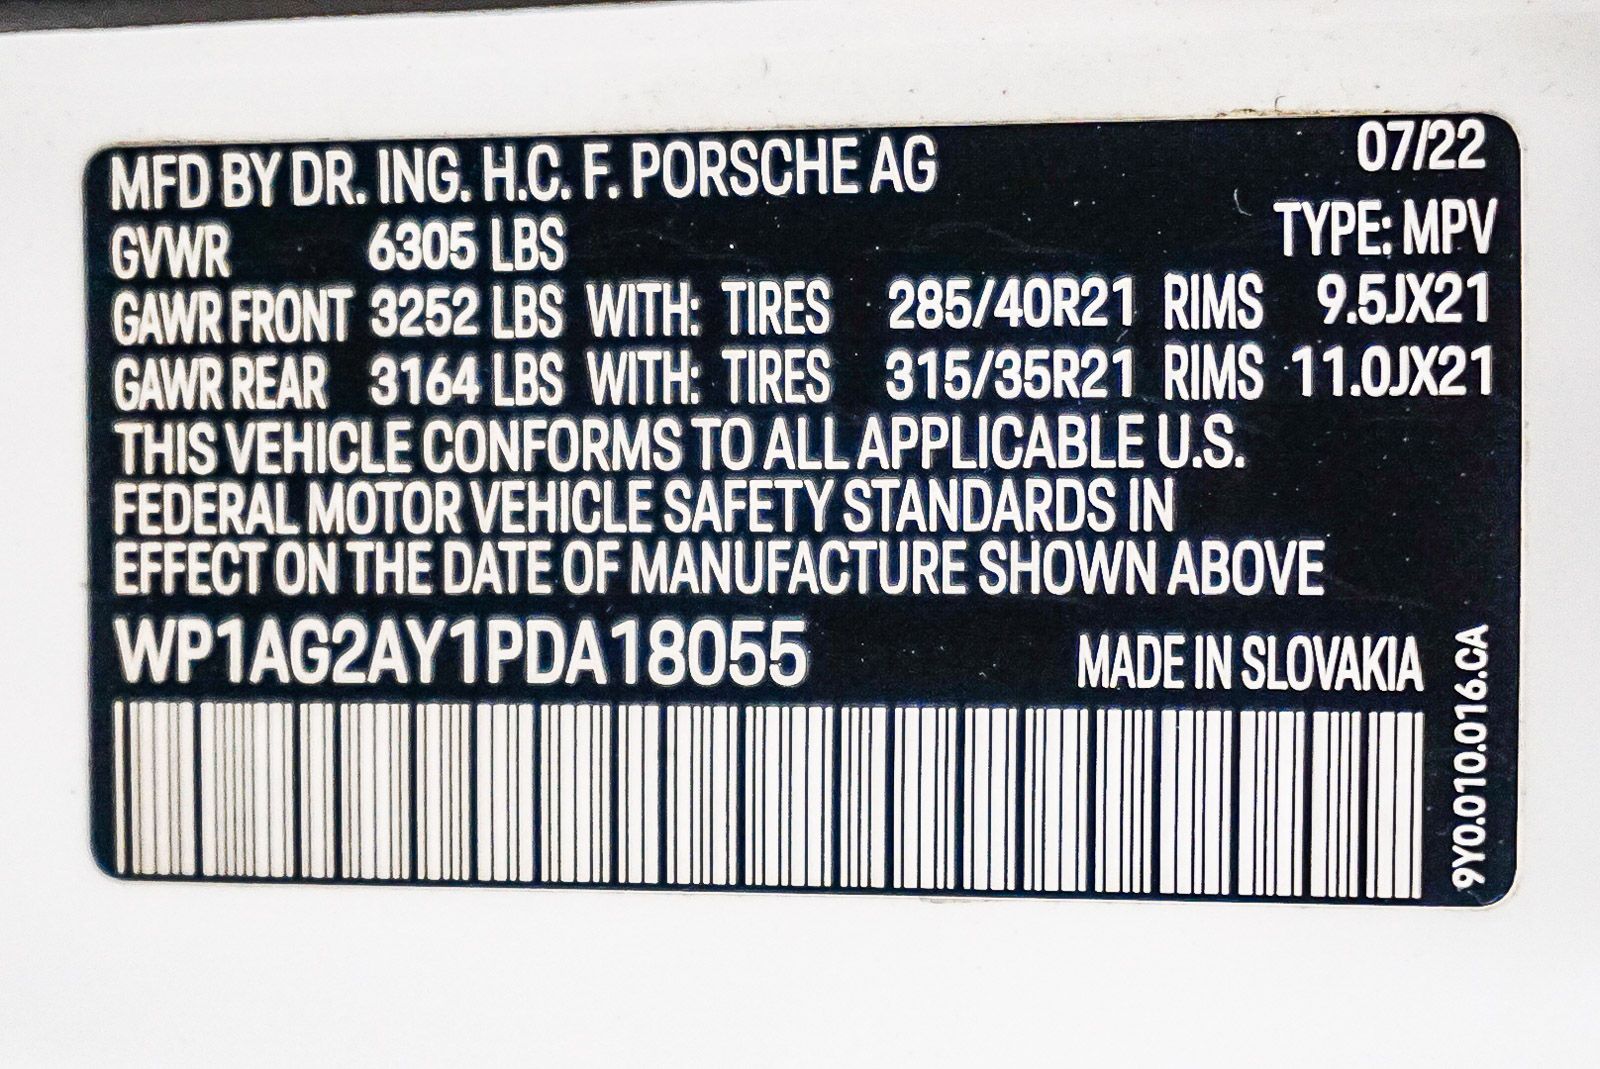 MFD BY DR. ING. H.C. F. PORSCHE AG 07/22
GVWR 6305 LBS TYPE: MPV
GAWR FRONT 3252 LBS WITH: TIRES 285/40R21 RIMS 9.5JX21
GAWR REAR 3164 LBS WITH: TIRES 315/35R21 RIMS 11.0JX21
THIS VEHICLE CONFORMS TO ALL APPLICABLE U.S.
FEDERAL MOTOR VEHICLE SAFETY STANDARDS IN
EFFECT ON THE DATE OF MANUFACTURE SHOWN ABOVE
WP1AG2AY1PDA18055 MADE IN SLOVAKIA
9Y0.010.016.CA